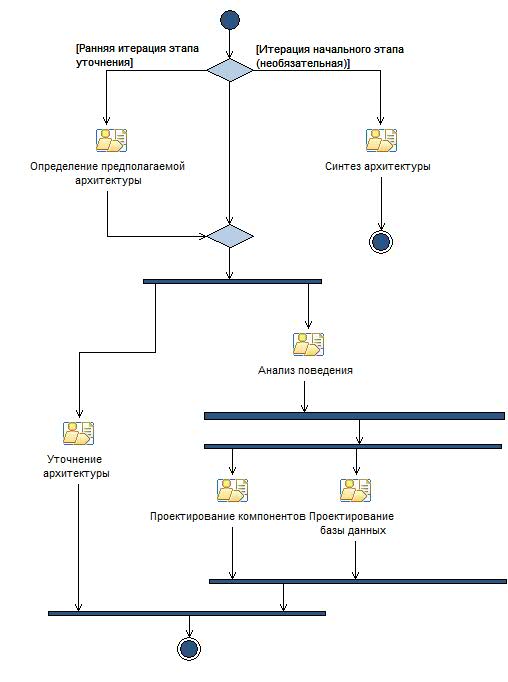 [Ранняя итерация этапа
уточнения]
[Итерация начального этапа
(необязательная)]
Определение предполагаемой
архитектуры
Синтез архитектуры
Анализ поведения
Уточнение
архитектуры
Проектирование компонентов
Проектирование
базы данных